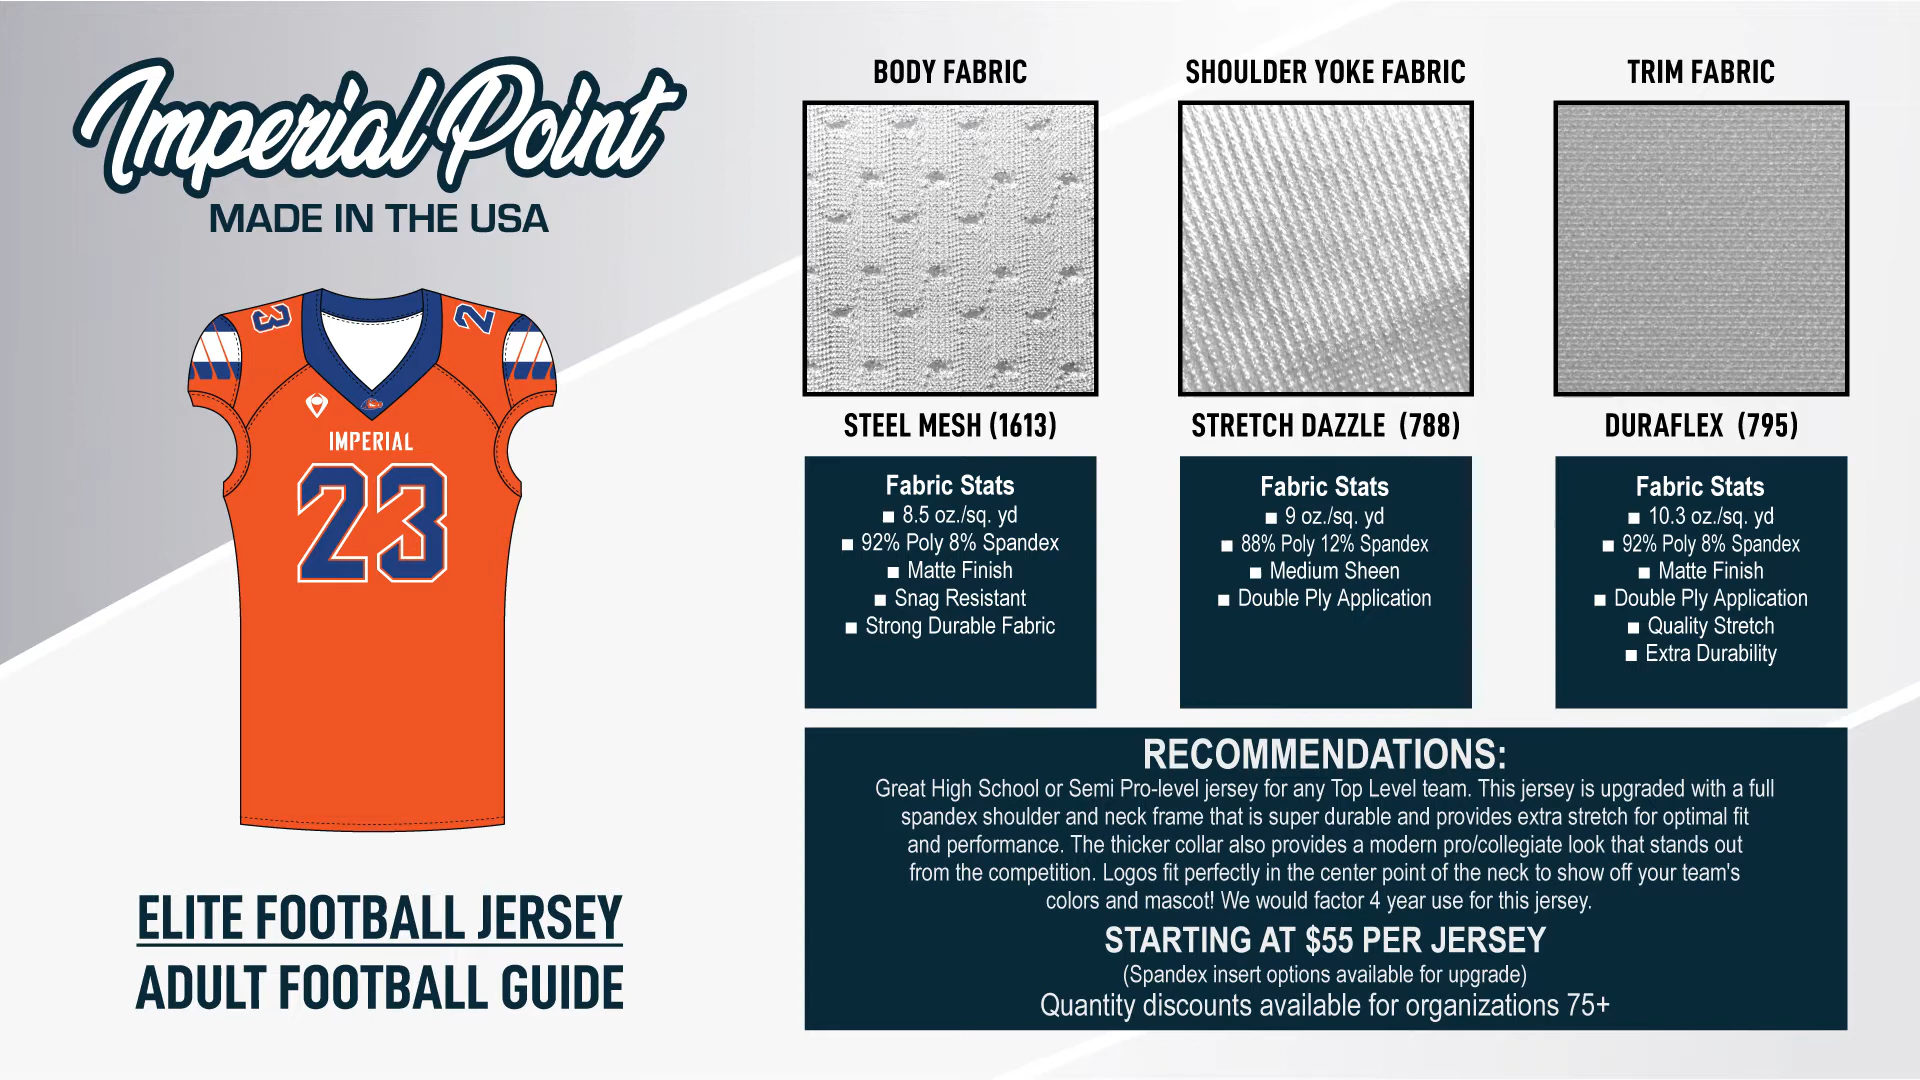 Imperial Point
MADE IN THE USA
3
2
IMPERIAL
23
ELITE FOOTBALL JERSEY
ADULT FOOTBALL GUIDE
BODY FABRIC
STEEL MESH (1613)
Fabric Stats
■ 8.5 oz./sq. yd
■ 92% Poly 8% Spandex
■ Matte Finish
■ Snag Resistant
■ Strong Durable Fabric
SHOULDER YOKE FABRIC
STRETCH DAZZLE (788)
Fabric Stats
■ 9 oz./sq. yd
■ 88% Poly 12% Spandex
■ Medium Sheen
■ Double Ply Application
TRIM FABRIC
DURAFLEX (795)
Fabric Stats
■ 10.3 oz./sq. yd
■ 92% Poly 8% Spandex
■ Matte Finish
■ Double Ply Application
■ Quality Stretch
■ Extra Durability
RECOMMENDATIONS:
Great High School or Semi Pro-level jersey for any Top Level team. This jersey is upgraded with a full
spandex shoulder and neck frame that is super durable and provides extra stretch for optimal fit
and performance. The thicker collar also provides a modern pro/collegiate look that stands out
from the competition. Logos fit perfectly in the center point of the neck to show off your team's
colors and mascot! We would factor 4 year use for this jersey.
STARTING AT $55 PER JERSEY
(Spandex insert options available for upgrade)
Quantity discounts available for organizations 75+